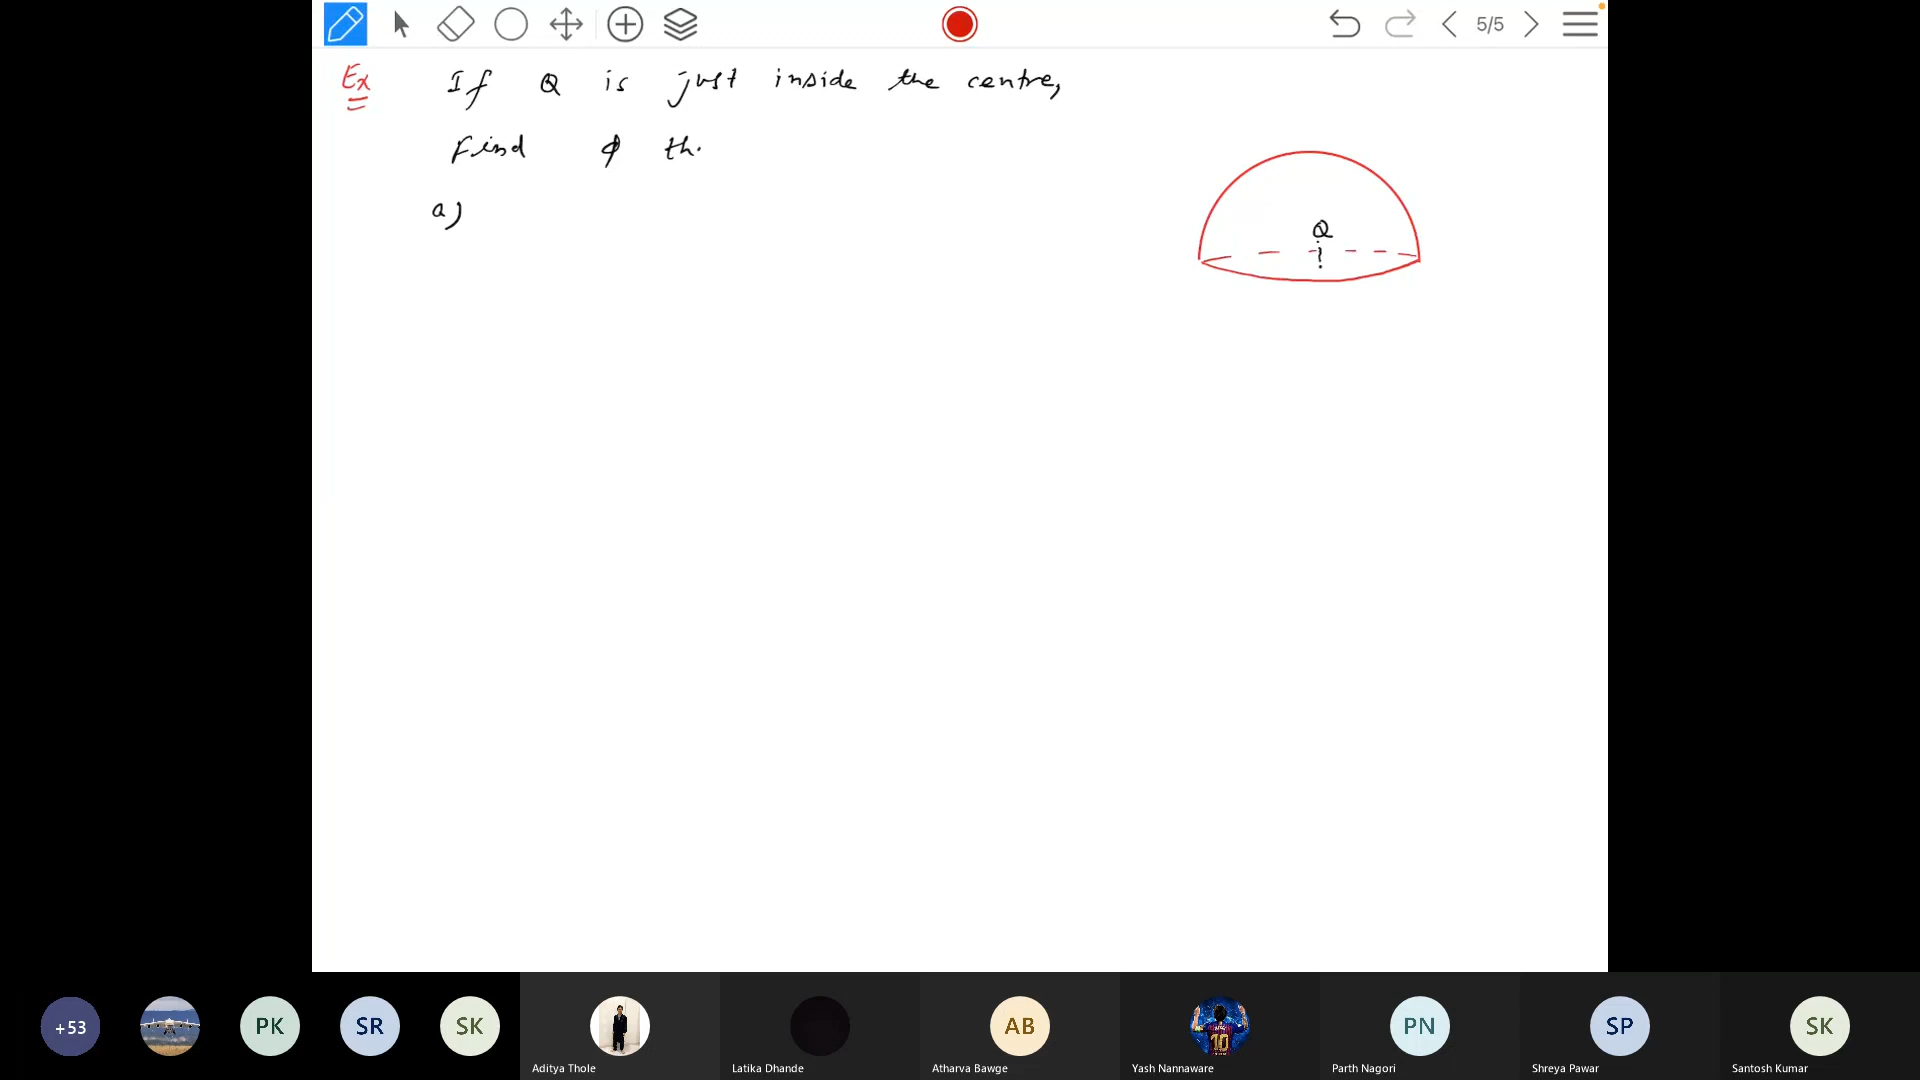 5/5
Ex If Q is just inside the centre,
Find ϕ th.
a)
Q
+53 PK SR SK AB PN SP SK
10
Aditya Thole Latika Dhande Atharva Bawge Yash Nannaware Parth Nagori Shreya Pawar Santosh Kumar